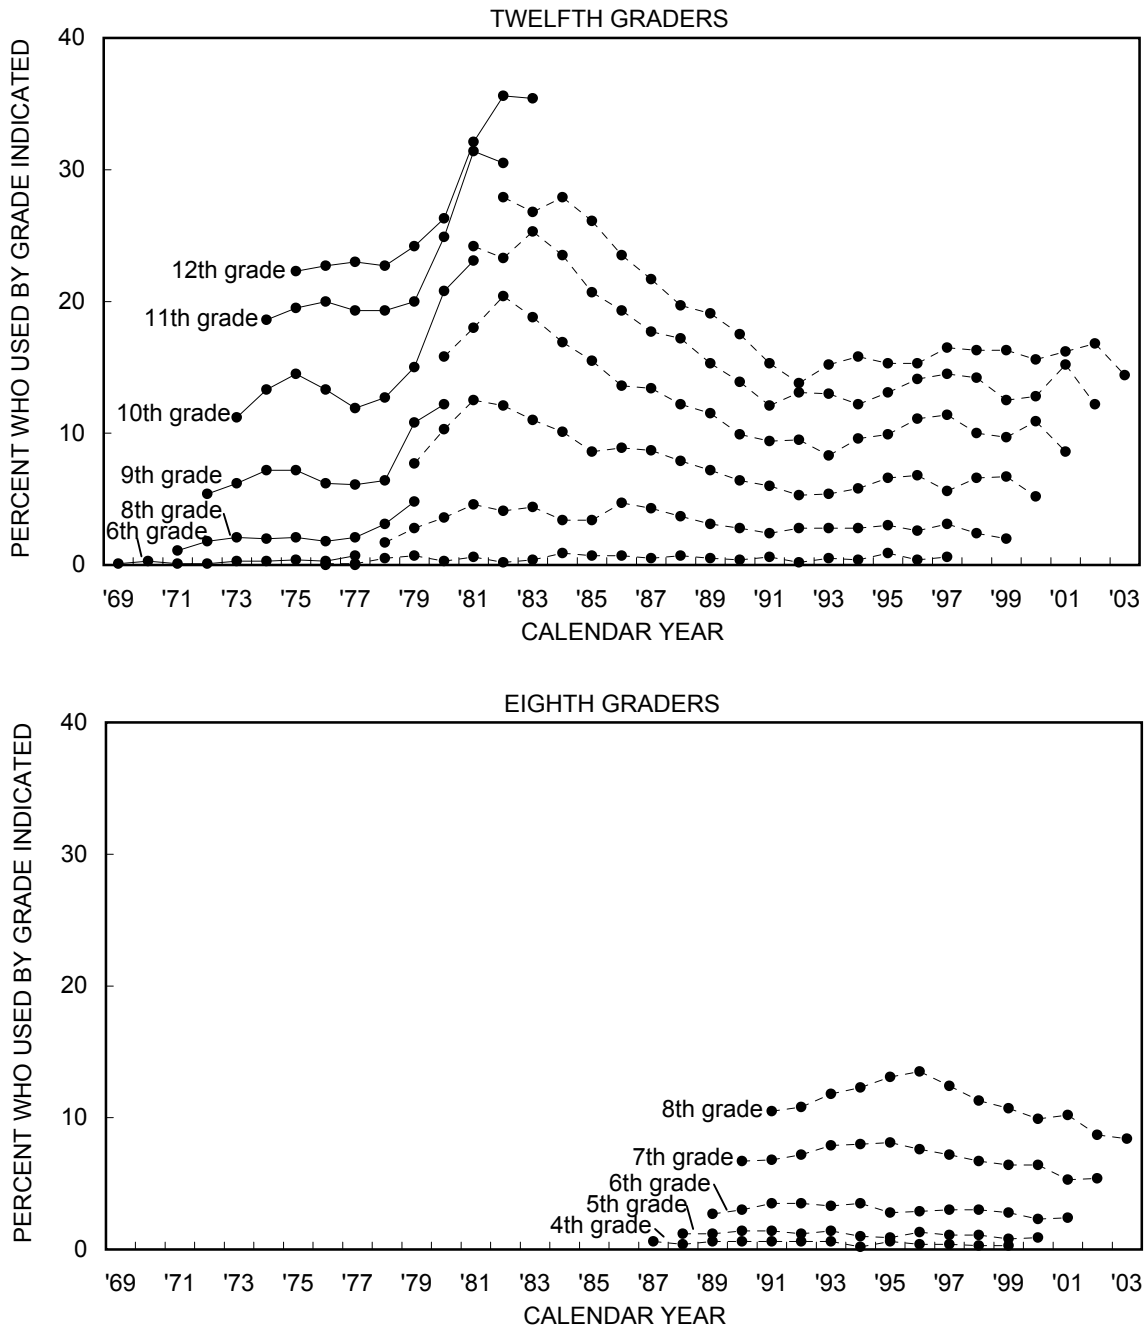 TWELFTH GRADERS
PERCENT WHO USED BY GRADE INDICATED
40
30
20
10
0
12th grade
11th grade
10th grade
9th grade
8th grade
6th grade
'69 '71 '73 '75 '77 '79 '81 '83 '85 '87 '89 '91 '93 '95 '97 '99 '01 '03
CALENDAR YEAR
EIGHTH GRADERS
PERCENT WHO USED BY GRADE INDICATED
40
30
20
10
0
8th grade
7th grade
6th grade
5th grade
4th grade
'69 '71 '73 '75 '77 '79 '81 '83 '85 '87 '89 '91 '93 '95 '97 '99 '01 '03
CALENDAR YEAR